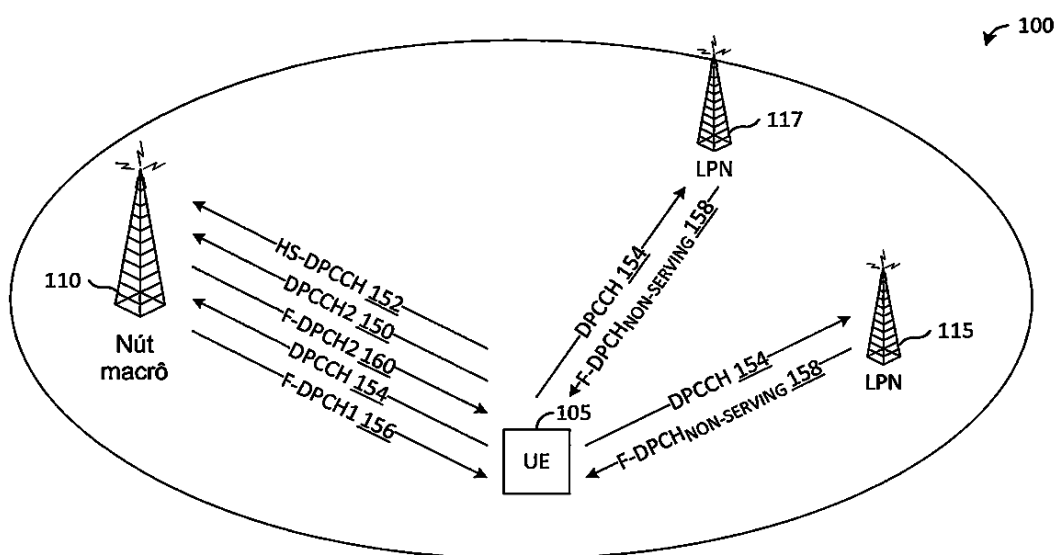 100
117
LPN
110
Nút
macrô
HS-DPCCH 152
DPCCH2 150
F-DPCH2 160
DPCCH 154
F-DPCH1 156
DPCCH 154
F-DPCHNON-SERVING 158
115
LPN
DPCCH 154
F-DPCHNON-SERVING 158
105
UE